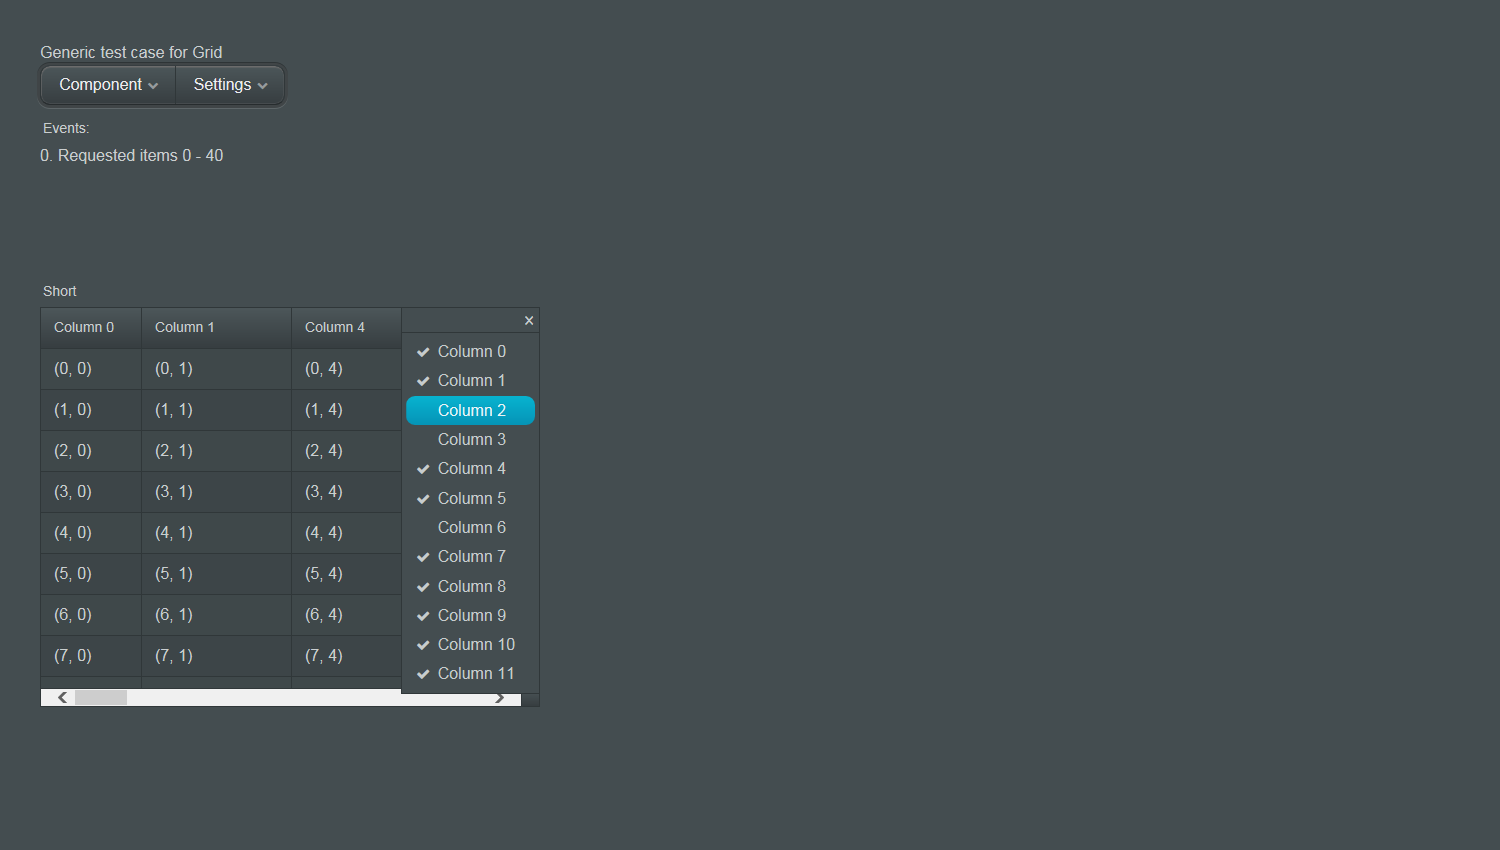 Generic test case for Grid
Component Settings
Events:
0. Requested items 0 - 40
Short
Column 0 Column 1 Column 4
(0, 0) (0, 1) (0, 4)
(1, 0) (1, 1) (1, 4)
(2, 0) (2, 1) (2, 4)
(3, 0) (3, 1) (3, 4)
(4, 0) (4, 1) (4, 4)
(5, 0) (5, 1) (5, 4)
(6, 0) (6, 1) (6, 4)
(7, 0) (7, 1) (7, 4)
Column 0
Column 1
Column 2
Column 3
Column 4
Column 5
Column 6
Column 7
Column 8
Column 9
Column 10
Column 11